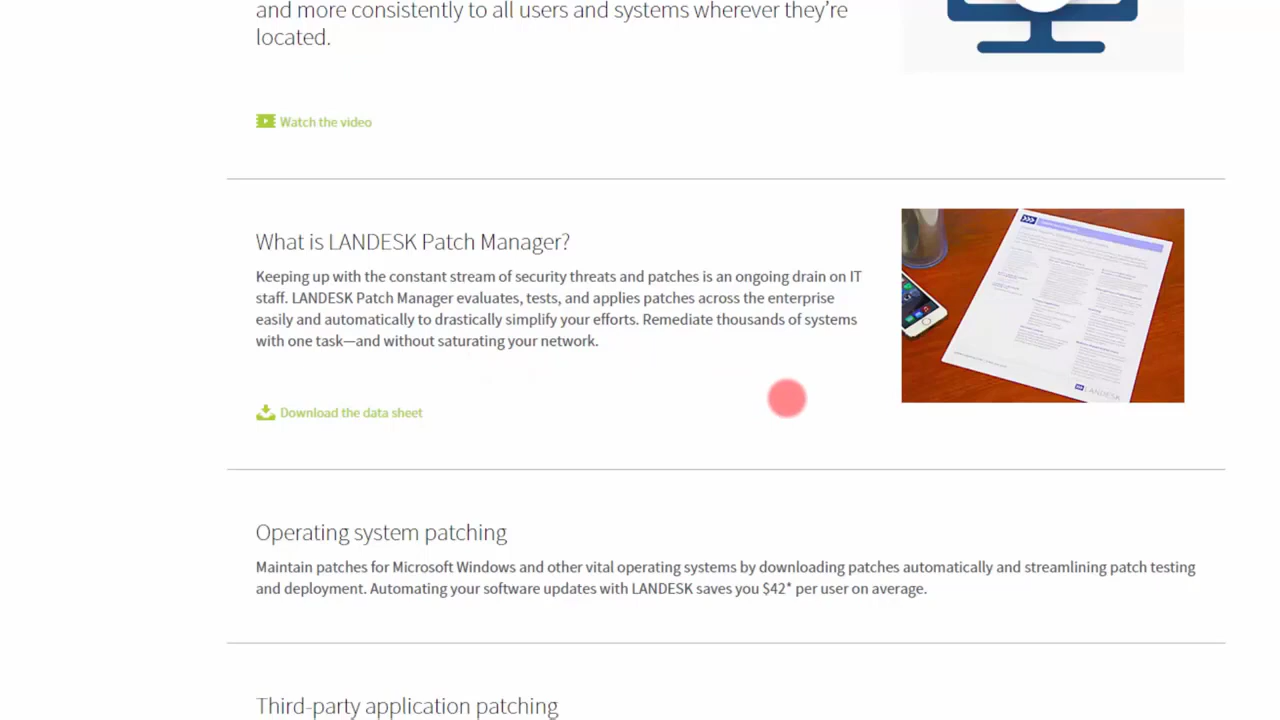 and more consistently to all users and systems wherever they're
located.
Watch the video
What is LANDESK Patch Manager?
Keeping up with the constant stream of security threats and patches is an ongoing drain on IT
staff. LANDESK Patch Manager evaluates, tests, and applies patches across the enterprise
easily and automatically to drastically simplify your efforts. Remediate thousands of systems
with one task—and without saturating your network.
LANDESK
Download the data sheet
Operating system patching
Maintain patches for Microsoft Windows and other vital operating systems by downloading patches automatically and streamlining patch testing
and deployment. Automating your software updates with LANDESK saves you $42* per user on average.
Third-party application patching